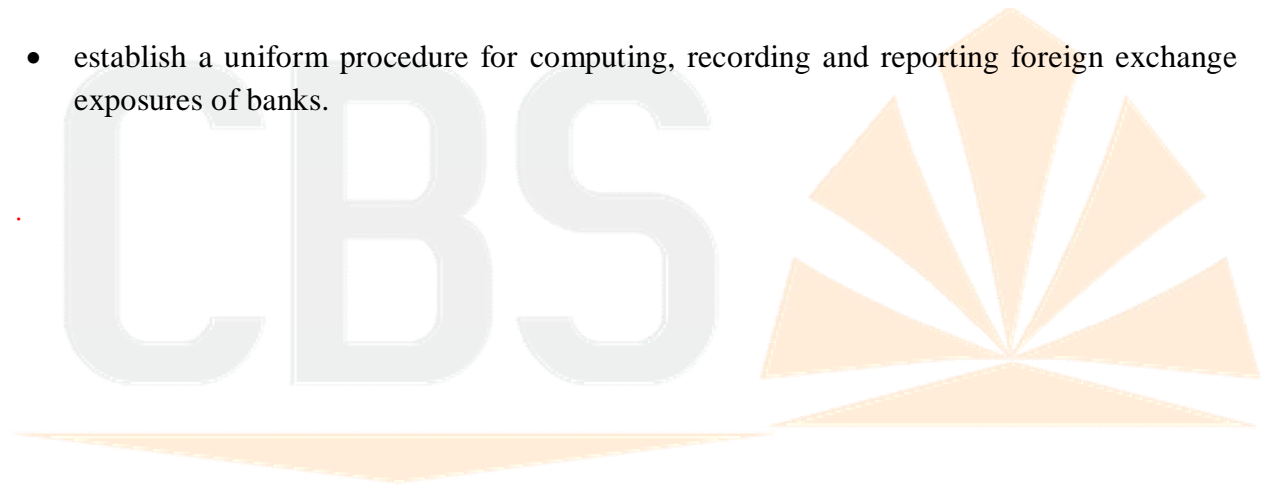 • establish a uniform procedure for computing, recording and reporting foreign exchange
exposures of banks.
.
CBS